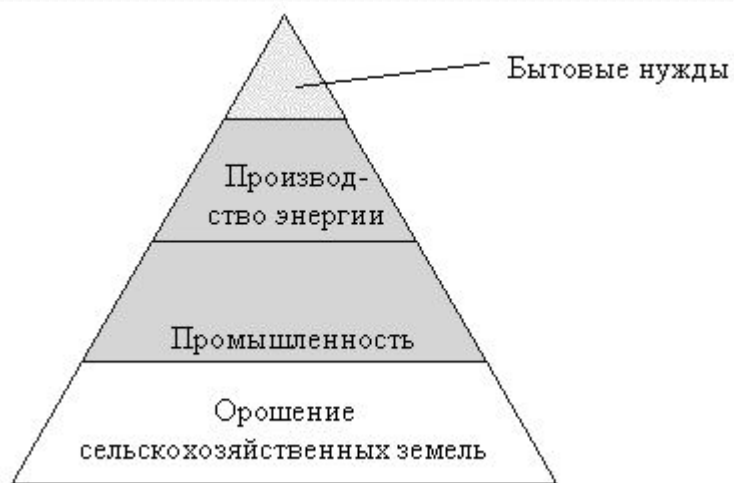 Бытовые нужды
Производ-
ство энергии
Промышленность
Орошение
сельскохозяйственных земель